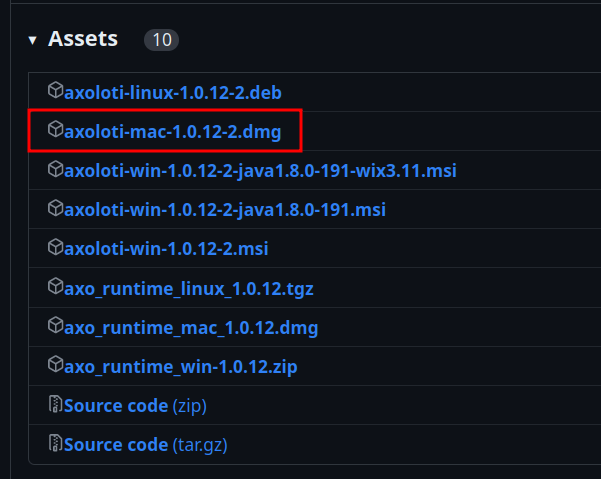 Assets 10
axoloti-linux-1.0.12-2.deb
axoloti-mac-1.0.12-2.dmg
axoloti-win-1.0.12-2-java1.8.0-191-wix3.11.msi
axoloti-win-1.0.12-2-java1.8.0-191.msi
axoloti-win-1.0.12-2.msi
axo_runtime_linux_1.0.12.tgz
axo_runtime_mac_1.0.12.dmg
axo_runtime_win-1.0.12.zip
Source code (zip)
Source code (tar.gz)